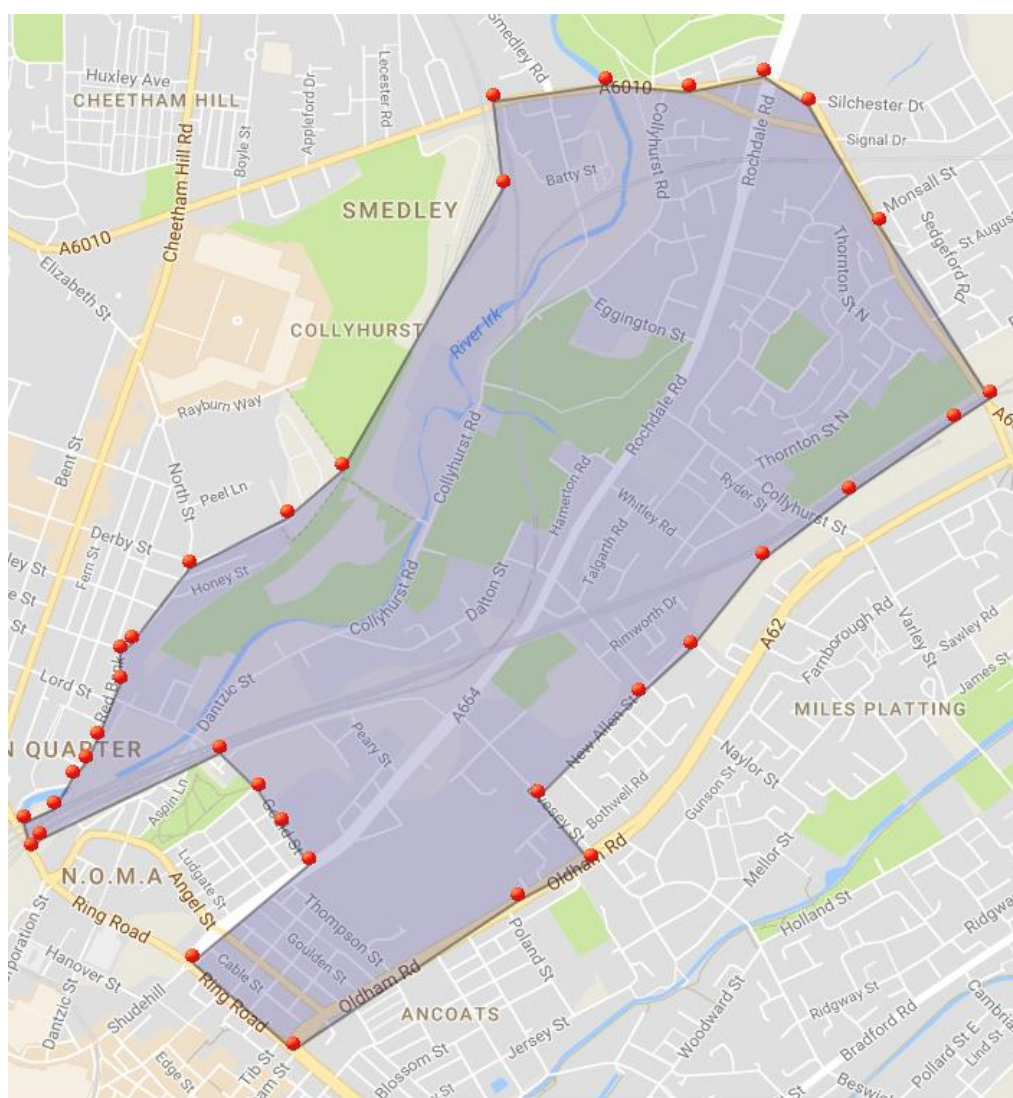 Smedley Rd
Huxley Ave
Lecester Rd
A6010
CHEETHAM HILL
Appleford Dr
Silchester Dr
Collyhurst Rd
Rochdale Rd
Boyle St
Signal Dr
Cheetham Hill Rd
Batty St
Monsall St
SMEDLEY
Sedgeford Rd
St Augus
A6010
Thornton St N
Elizabeth St
Eggington St
COLLYHURST
River Irk
Rayburn Way
Rochdale Rd
Thornton St N
Bent St
North St
Collyhurst Rd
Peel Ln
Hamerton Rd
Whitley Rd
Ryder St
Collyhurst St
Derby St
Talgarth Rd
Fern St
Honey St
Dalton St
Collyhurst Rd
Rimworth Dr
A62
Farnborough Rd
Varley St
Sawley Rd
Lord St
Red Bank
Dantzic St
A664
James St
New Allen St
MILES PLATTING
N QUARTER
Peary St
Naylor St
Aspin Ln
Gould St
Bothwell Rd
Gunson St
Oldham Rd
Mellor St
N.O.M.A
Ludgate St
Angel St
Ring Road
Thompson St
Holland St
Ridgway
Poland St
Goulden St
Hanover St
Cable St
Oldham Rd
Shudehill
Ring Road
Dantzic St
ANCOATS
Woodward St
Ridgway St
Jersey St
Bradford Rd
Cambria
Tib St
Blossom St
Pollard St E
Lind St
Edge St
Beswick